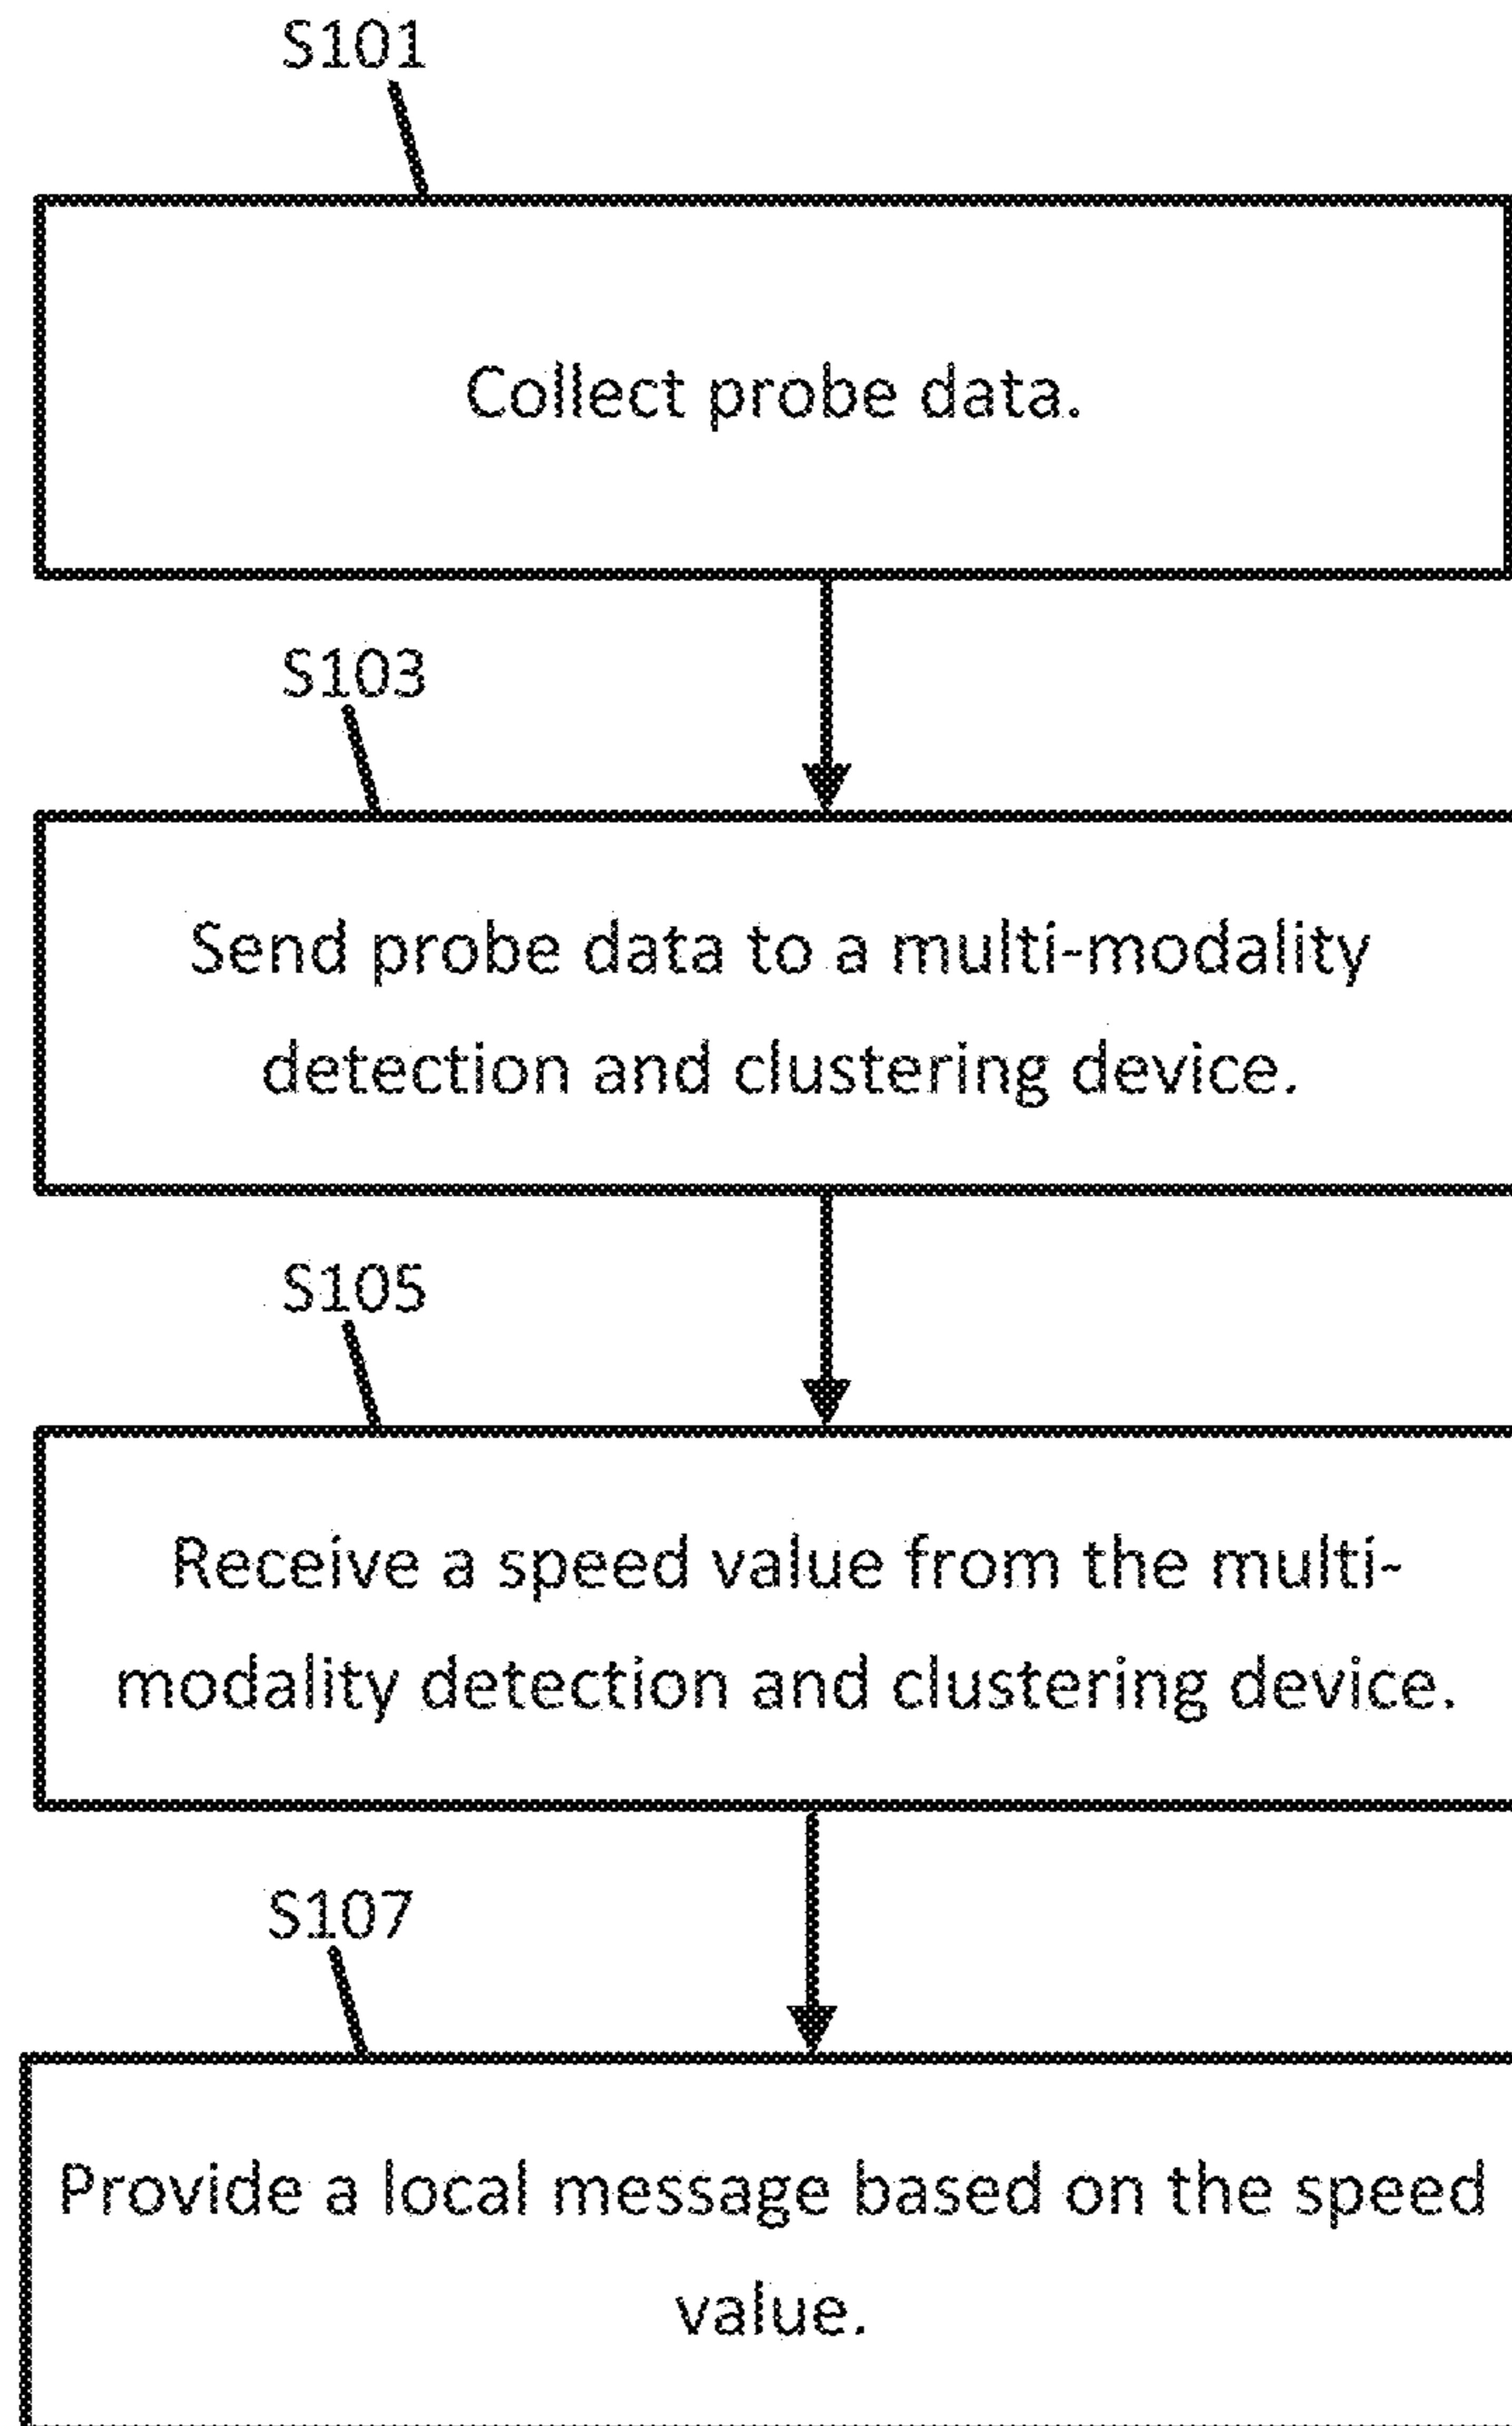 S101
Collect probe data.
S103
Send probe data to a multi-modality
detection and clustering device.
S105
Receive a speed value from the multi-
modality detection and clustering device.
S107
Provide a local message based on the speed
value.